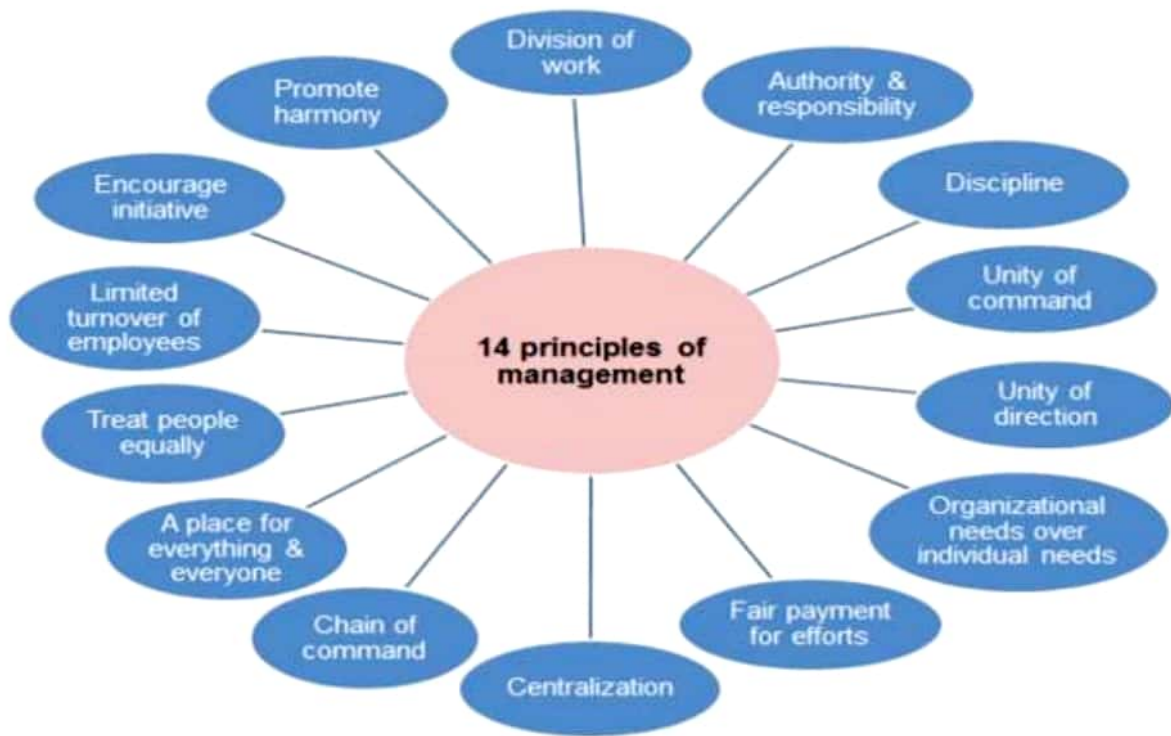 Division of
work
Authority &
responsibility
Discipline
Unity of
command
Unity of
direction
Organizational
needs over
individual needs
Fair payment
for efforts
Centralization
Chain of
command
A place for
everything &
everyone
Treat people
equally
Limited
turnover of
employees
Encourage
initiative
Promote
harmony
14 principles of
management